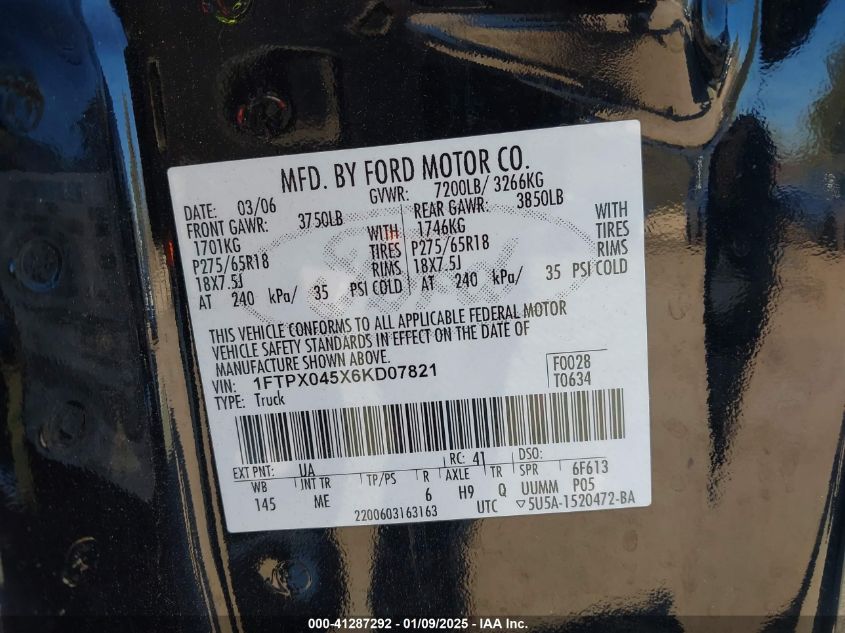 MFD. BY FORD MOTOR CO.
DATE: 03/06 GVWR: 7200LB/ 3266KG
FRONT GAWR: 3750LB REAR GAWR: 3850LB
1701KG WITH 1746KG WITH
P275/65R18 TIRES P275/65R18 TIRES
18X7.5J RIMS 18X7.5J RIMS
AT 240 kPa/ 35 PSI COLD AT 240 kPa/ 35 PSI COLD
THIS VEHICLE CONFORMS TO ALL APPLICABLE FEDERAL MOTOR
VEHICLE SAFETY STANDARDS IN EFFECT ON THE DATE OF
MANUFACTURE SHOWN ABOVE.
VIN: 1FTPX045X6KD07821 F0028
TYPE: Truck T0634
EXT PNT: UA RC: 41 DSO:
WB INT TR TP/PS R AXLE TR SPR 6F613
145 ME 6 H9 Q UUMM P05
2200603163163 UTC ▽5U5A-1520472-BA
Ford
000-41287292 - 01/09/2025 - IAA Inc.